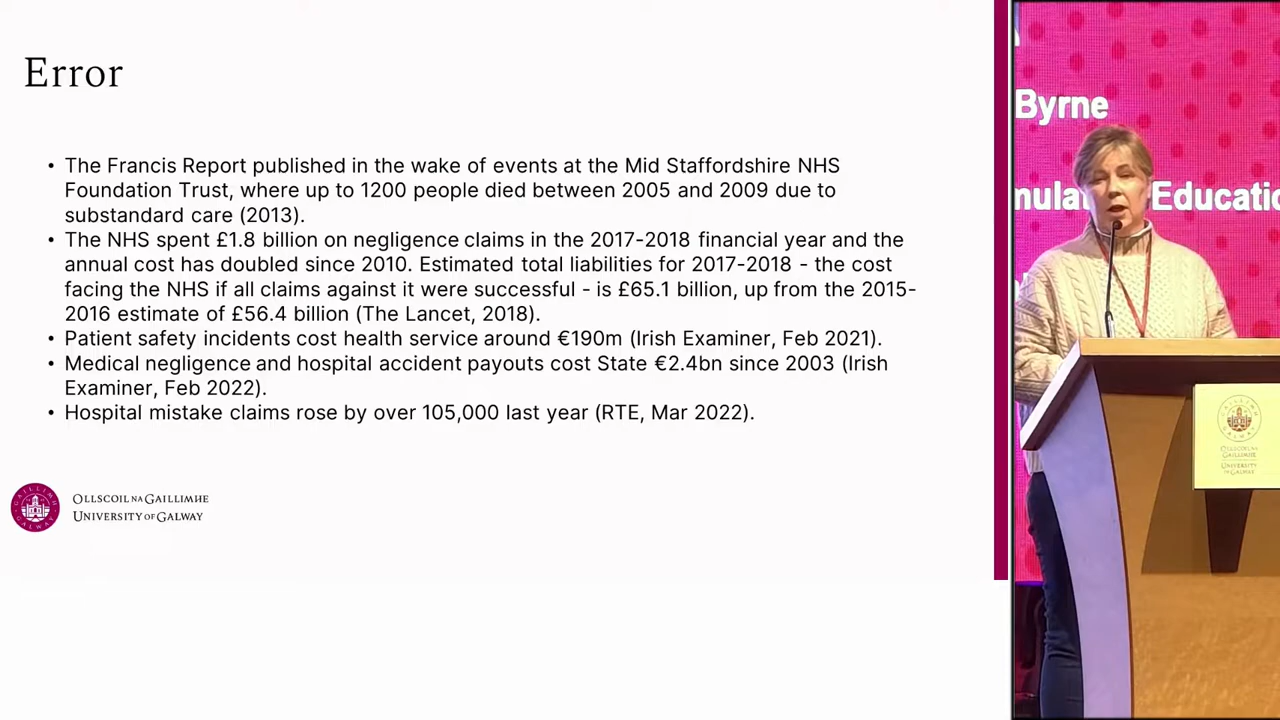 Error
• The Francis Report published in the wake of events at the Mid Staffordshire NHS
Foundation Trust, where up to 1200 people died between 2005 and 2009 due to
substandard care (2013).
• The NHS spent £1.8 billion on negligence claims in the 2017-2018 financial year and the
annual cost has doubled since 2010. Estimated total liabilities for 2017-2018 - the cost
facing the NHS if all claims against it were successful - is £65.1 billion, up from the 2015-
2016 estimate of £56.4 billion (The Lancet, 2018).
• Patient safety incidents cost health service around €190m (Irish Examiner, Feb 2021).
• Medical negligence and hospital accident payouts cost State €2.4bn since 2003 (Irish
Examiner, Feb 2022).
• Hospital mistake claims rose by over 105,000 last year (RTE, Mar 2022).
OLLSCOIL NA GAILLIMHE
UNIVERSITY OF GALWAY
Byrne
Educatio
OLLSCOIL NA
GAILLIMHE
UNIVERSITY
OF GALWAY